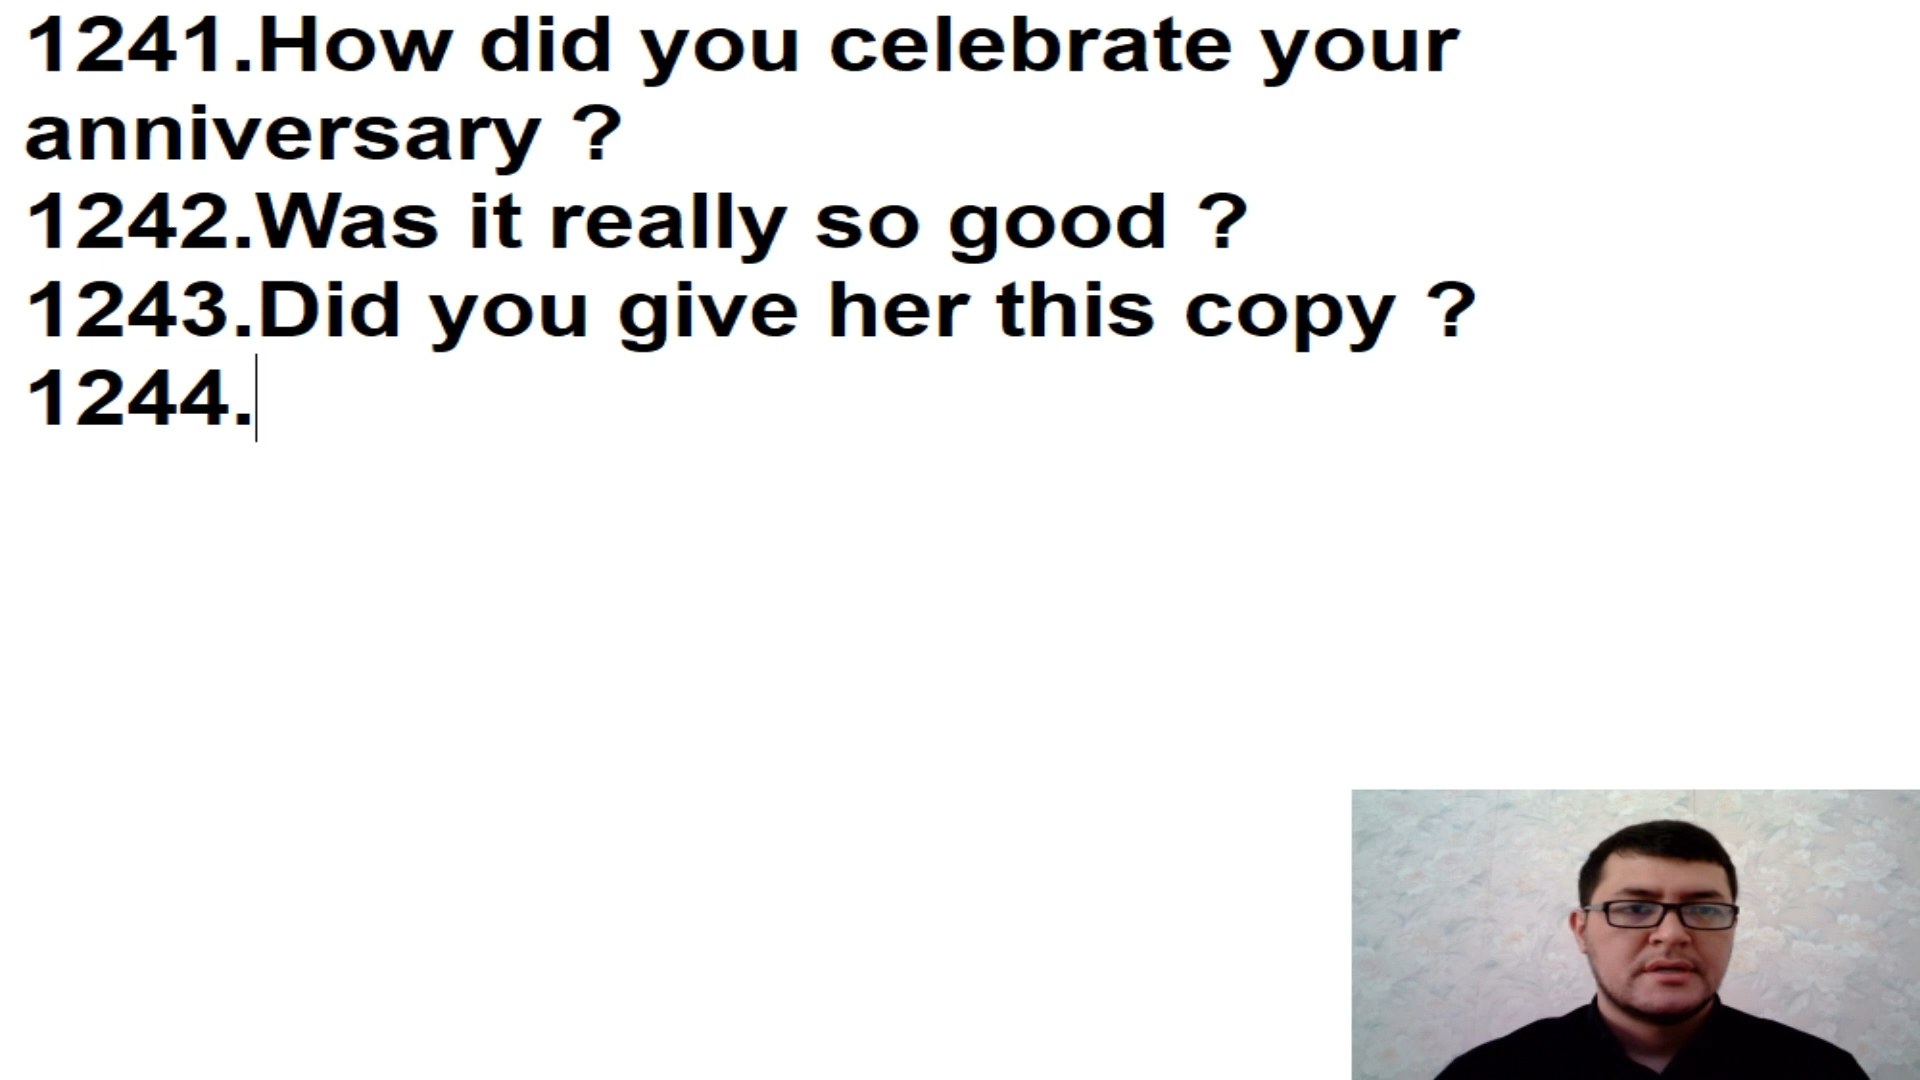 1241.How did you celebrate your
anniversary ?
1242.Was it really so good ?
1243.Did you give her this copy ?
1244.